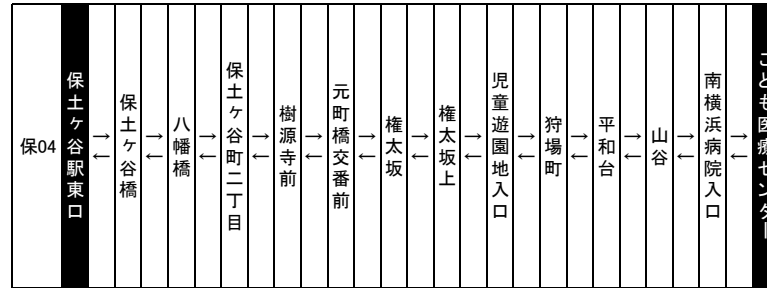 保04
保土ヶ谷駅東口
→
←
保土ヶ谷橋
→
←
八幡橋
→
←
保土ヶ谷町二丁目
→
←
樹源寺前
→
←
元町橋交番前
→
←
権太坂
→
←
権太坂上
→
←
児童遊園地入口
→
←
狩場町
→
←
平和台
→
←
山谷
→
←
南横浜病院入口
→
←
こども医療センター